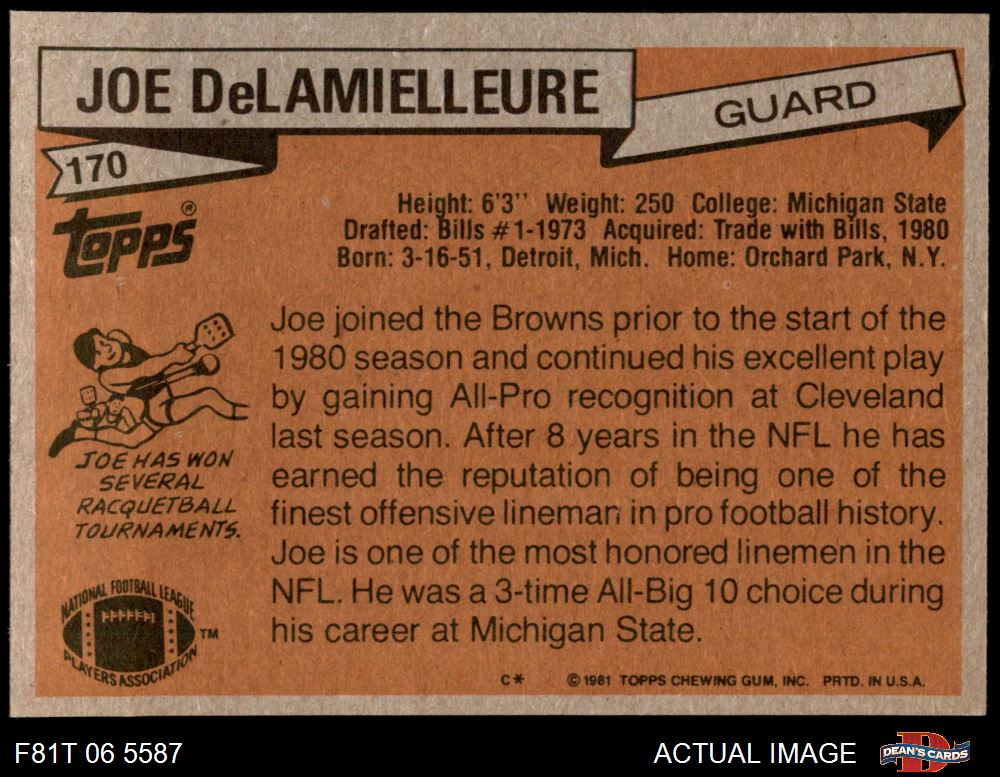 JOE DeLAMIELLEURE
GUARD
170
Topps®
Height: 6'3'' Weight: 250 College: Michigan State
Drafted: Bills #1-1973 Acquired: Trade with Bills, 1980
Born: 3-16-51, Detroit, Mich. Home: Orchard Park, N.Y.
Joe joined the Browns prior to the start of the
1980 season and continued his excellent play
by gaining All-Pro recognition at Cleveland
last season. After 8 years in the NFL he has
earned the reputation of being one of the
finest offensive lineman in pro football history.
Joe is one of the most honored linemen in the
NFL. He was a 3-time All-Big 10 choice during
his career at Michigan State.
JOE HAS WON
SEVERAL
RACQUETBALL
TOURNAMENTS.
NATIONAL FOOTBALL LEAGUE
PLAYERS ASSOCIATION
TM
C* ©1981 TOPPS CHEWING GUM, INC. PRTD. IN U.S.A.
F81T 06 5587
ACTUAL IMAGE
DEAN'S CARDS